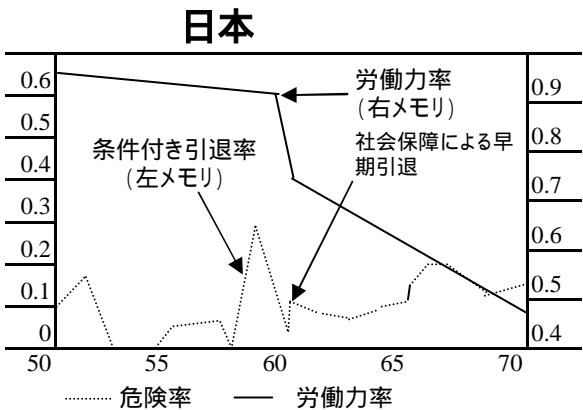 日本
0.6
0.5
0.4
0.3
0.2
0.1
0
0.9
0.8
0.7
0.6
0.5
0.4
労働力率
(右メモリ)
社会保障による早
期引退
条件付き引退率
(左メモリ)
50 55 60 65 70
危険率 労働力率